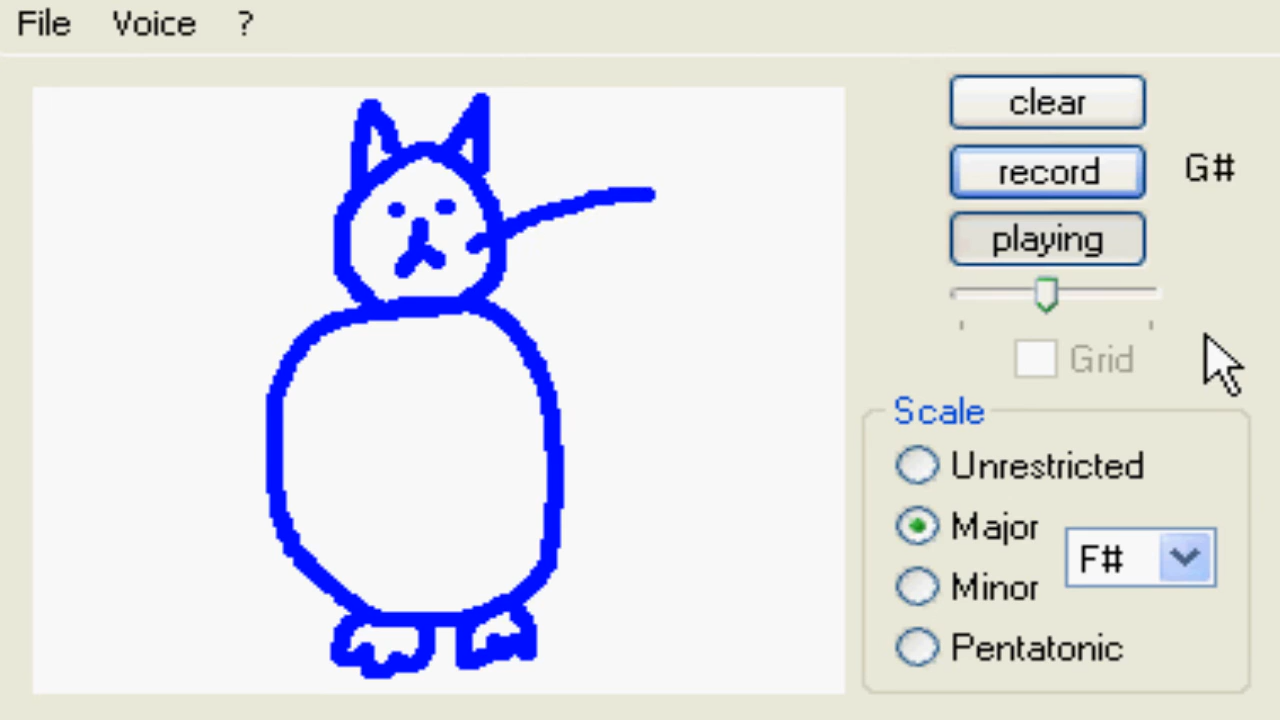 File Voice ?
clear
record G#
playing
Grid
Scale
Unrestricted
Major
F#
Minor
Pentatonic